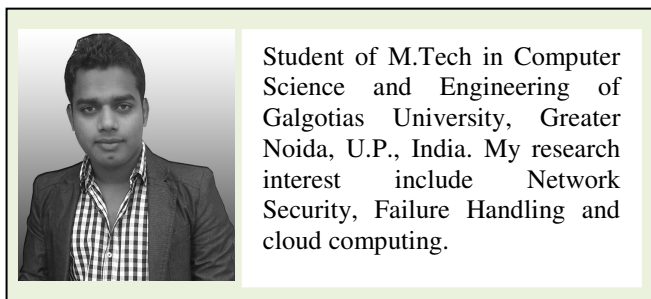 Student of M.Tech in Computer
Science and Engineering of
Galgotias University, Greater
Noida, U.P., India. My research
interest include Network
Security, Failure Handling and
cloud computing.